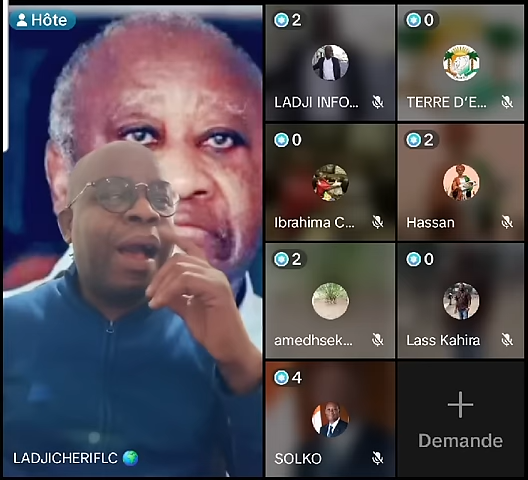 Hôte
2
0
LADJI INFO...
TERRE D'E...
0
2
Ibrahima C...
Hassan
2
0
amedhsek...
Lass Kahira
4
SOLKO
Demande
LADJICHERIFLC